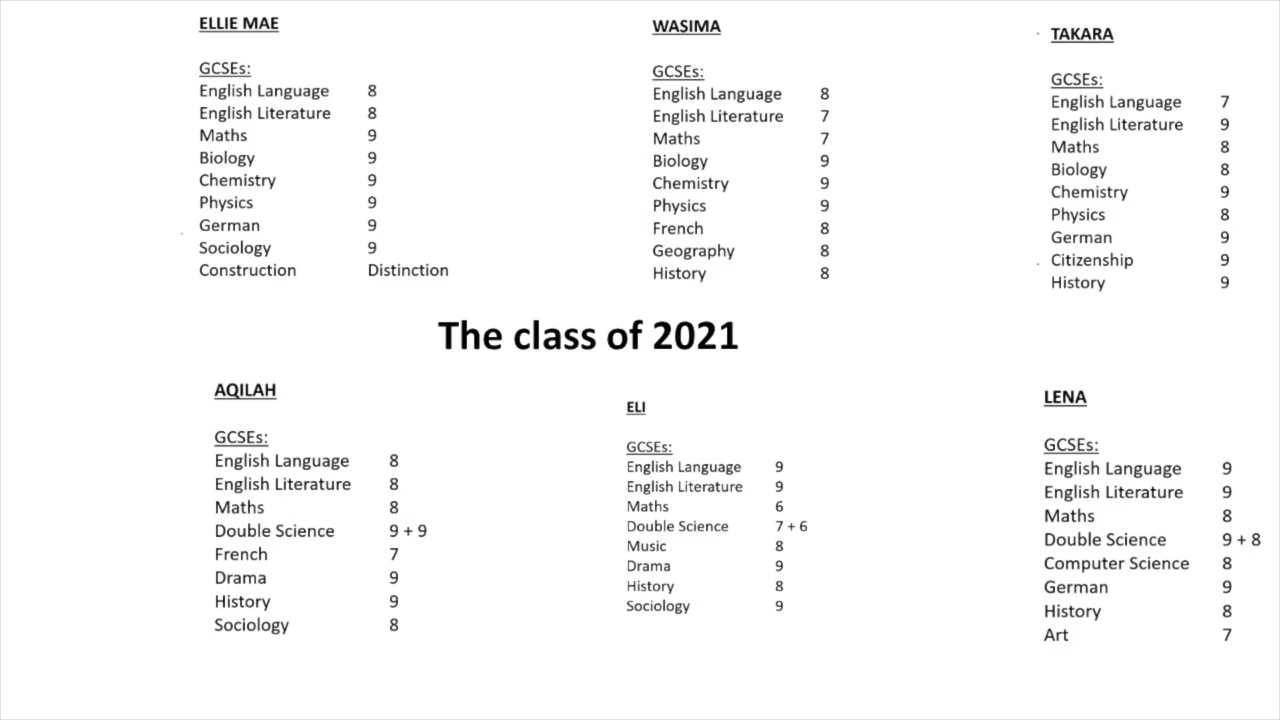 ELLIE MAE
GCSEs:
English Language 8
English Literature 8
Maths 9
Biology 9
Chemistry 9
Physics 9
German 9
Sociology 9
Construction Distinction
WASIMA
GCSEs:
English Language 8
English Literature 7
Maths 7
Biology 9
Chemistry 9
Physics 9
French 8
Geography 8
History 8
TAKARA
GCSEs:
English Language 7
English Literature 9
Maths 8
Biology 8
Chemistry 9
Physics 8
German 9
Citizenship 9
History 9
The class of 2021
AQILAH
GCSEs:
English Language 8
English Literature 8
Maths 8
Double Science 9 + 9
French 7
Drama 9
History 9
Sociology 8
ELI
GCSEs:
English Language 9
English Literature 9
Maths 6
Double Science 7 + 6
Music 8
Drama 9
History 8
Sociology 9
LENA
GCSEs:
English Language 9
English Literature 9
Maths 8
Double Science 9 + 8
Computer Science 8
German 9
History 8
Art 7